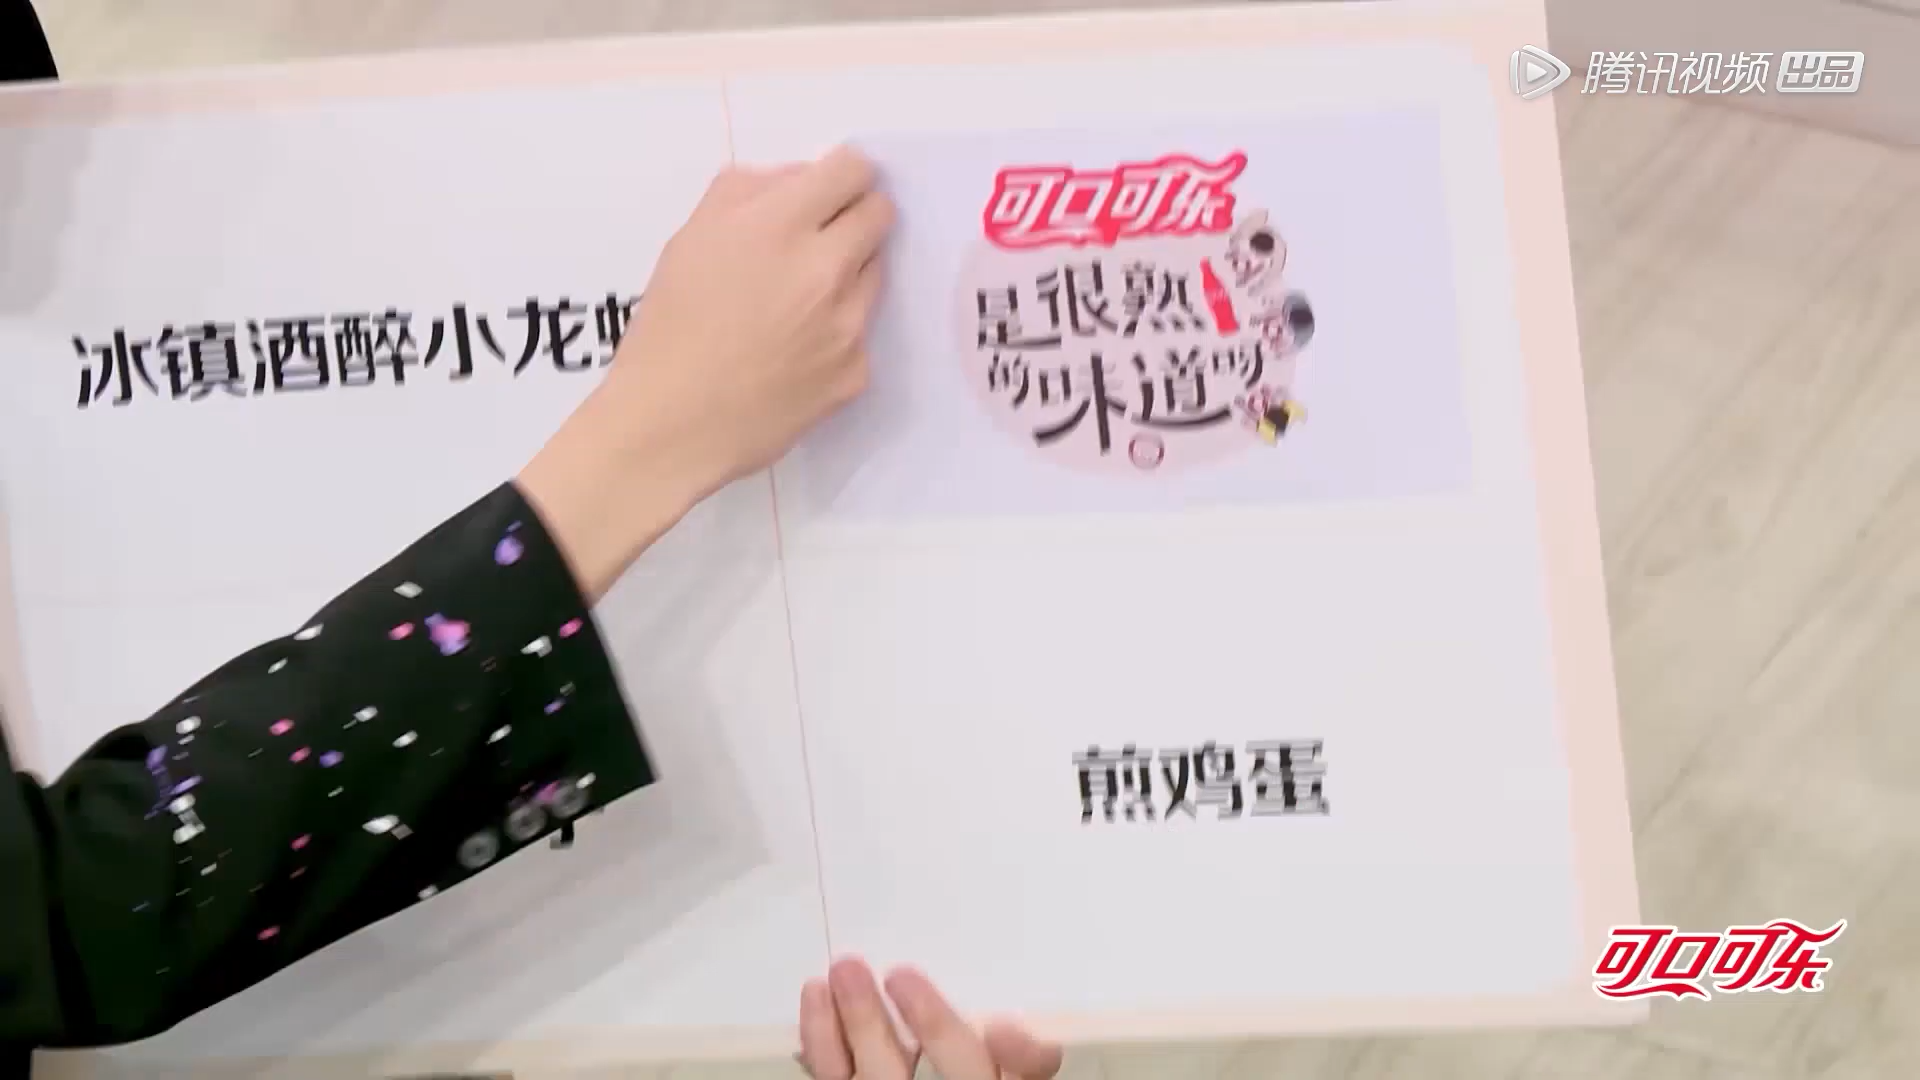 腾讯视频 出品
可口可乐
是很熟
的味道呀
冰镇酒醉小龙虾
煎鸡蛋
可口可乐